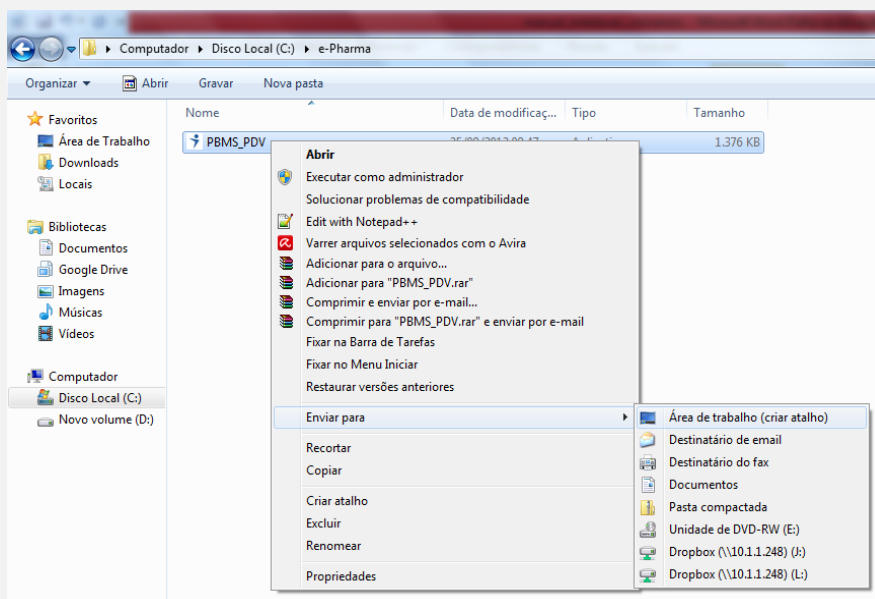 Computador Disco Local (C:) e-Pharma
Organizar Abrir Gravar Nova pasta
Nome Data de modificaç... Tipo Tamanho
Favoritos
Área de Trabalho
Downloads
Locais
Bibliotecas
Documentos
Google Drive
Imagens
Músicas
Vídeos
Computador
Disco Local (C:)
Novo volume (D:)
PBMS_PDV 1.376 KB
Abrir
Executar como administrador
Solucionar problemas de compatibilidade
Edit with Notepad++
Varrer arquivos selecionados com o Avira
Adicionar para o arquivo...
Adicionar para "PBMS_PDV.rar"
Comprimir e enviar por e-mail...
Comprimir para "PBMS_PDV.rar" e enviar por e-mail
Fixar na Barra de Tarefas
Fixar no Menu Iniciar
Restaurar versões anteriores
Enviar para
Recortar
Copiar
Criar atalho
Excluir
Renomear
Propriedades
Área de trabalho (criar atalho)
Destinatário de email
Destinatário do fax
Documentos
Pasta compactada
Unidade de DVD-RW (E:)
Dropbox (\\10.1.1.248) (J:)
Dropbox (\\10.1.1.248) (L:)